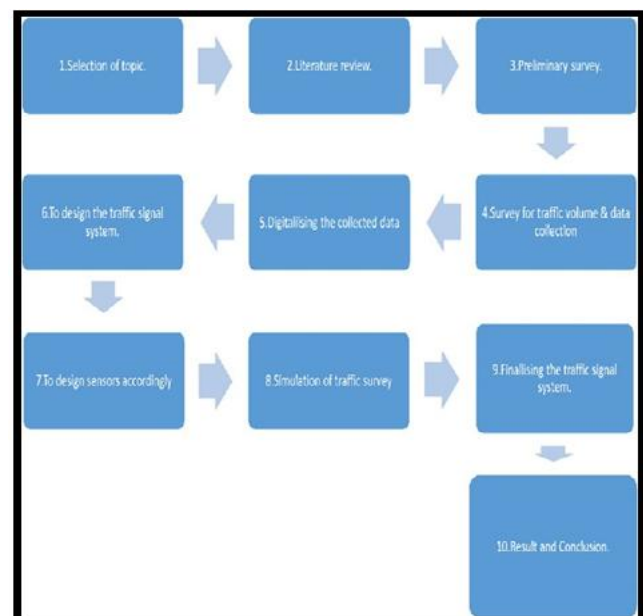 1.Selection of topic.
2.Literature review.
3.Preliminary survey.
4.Survey for traffic volume & data
collection
5.Digitalising the collected data
6.To design the traffic signal
system.
7.To design sensors accordingly
8.Simulation of traffic survey
9.Finalising the traffic signal
system.
10.Result and Conclusion.